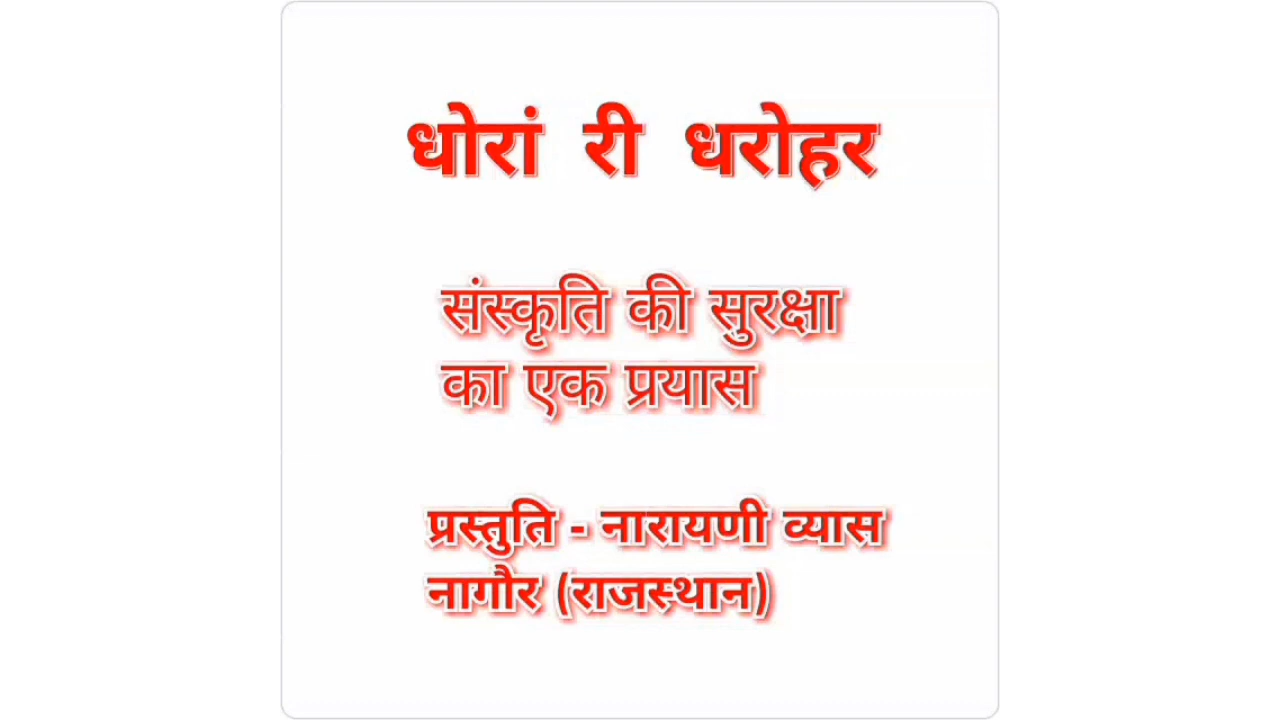 धोरां री धरोहर
संस्कृति की सुरक्षा
का एक प्रयास
प्रस्तुति - नारायणी व्यास
नागौर (राजस्थान)